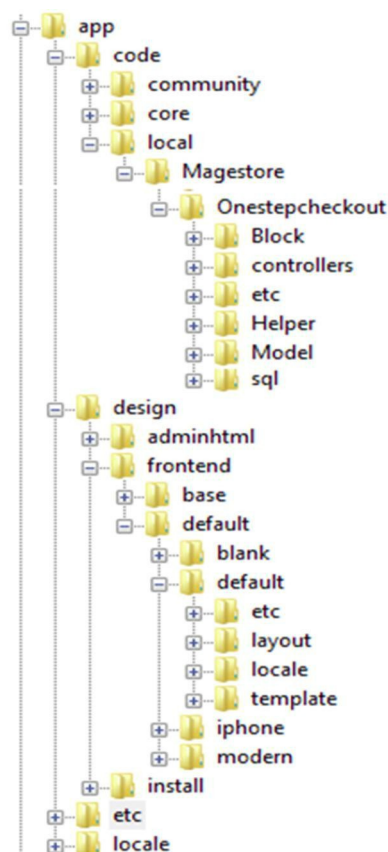 app
code
community
core
local
Magestore
Onestepcheckout
Block
controllers
etc
Helper
Model
sql
design
adminhtml
frontend
base
default
blank
default
etc
layout
locale
template
iphone
modern
install
etc
locale